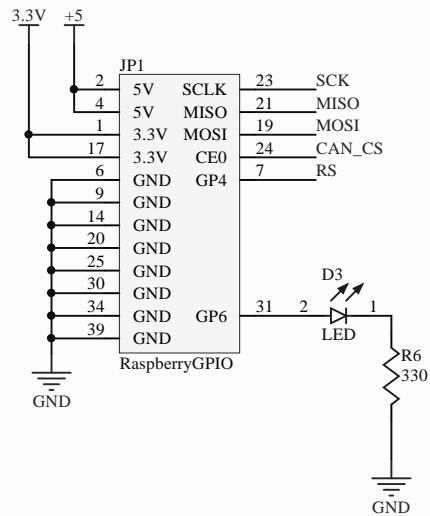 3.3V +5
JP1
2 5V SCLK 23 SCK
4 5V MISO 21 MISO
1 3.3V MOSI 19 MOSI
17 3.3V CE0 24 CAN_CS
6 GND GP4 7 RS
9 GND
14 GND
20 GND
25 GND
30 GND
34 GND GP6 31 2 D3 1
39 GND LED
RaspberryGPIO R6
330
GND
GND